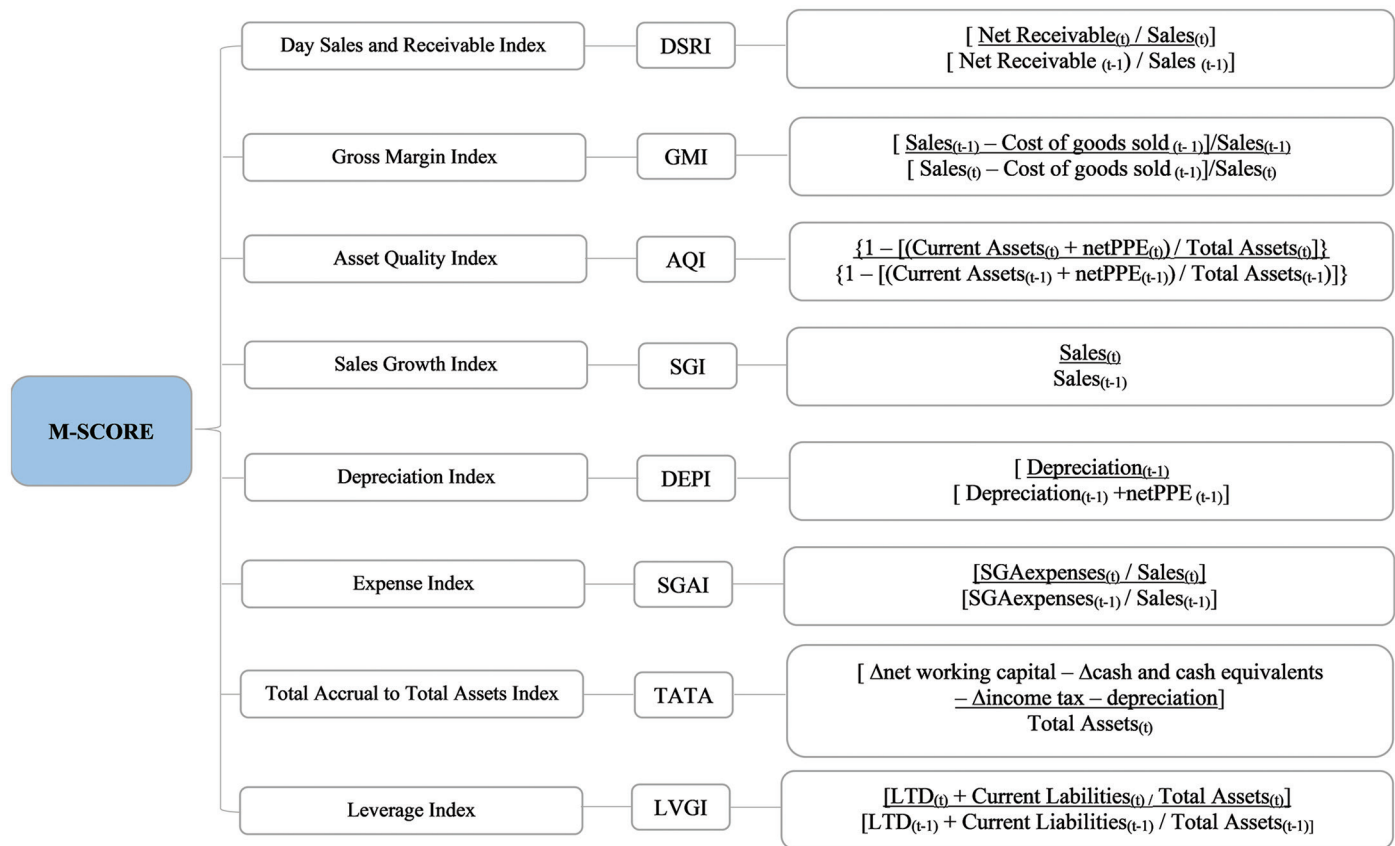 Day Sales and Receivable Index
DSRI
[ Net Receivable(t) / Sales(t)]
[ Net Receivable (t-1) / Sales (t-1)]
Gross Margin Index
GMI
[ Sales(t-1) – Cost of goods sold (t- 1)]/Sales(t-1)
[ Sales(t) – Cost of goods sold (t-1)]/Sales(t)
Asset Quality Index
AQI
{1 – [(Current Assets(t) + netPPE(t)) / Total Assets(t)]}
{1 – [(Current Assets(t-1) + netPPE(t-1)) / Total Assets(t-1))]}
Sales Growth Index
SGI
Sales(t)
Sales(t-1)
M-SCORE
Depreciation Index
DEPI
[ Depreciation(t-1)
[ Depreciation(t-1) +netPPE (t-1)]
Expense Index
SGAI
[SGAexpenses(t) / Sales(t)]
[SGAexpenses(t-1) / Sales(t-1)]
Total Accrual to Total Assets Index
TATA
[ Δnet working capital – Δcash and cash equivalents
– Δincome tax – depreciation]
Total Assets(t)
Leverage Index
LVGI
[LTD(t) + Current Labilities(t) / Total Assets(t)]
[LTD(t-1) + Current Liabilities(t-1) / Total Assets(t-1)]